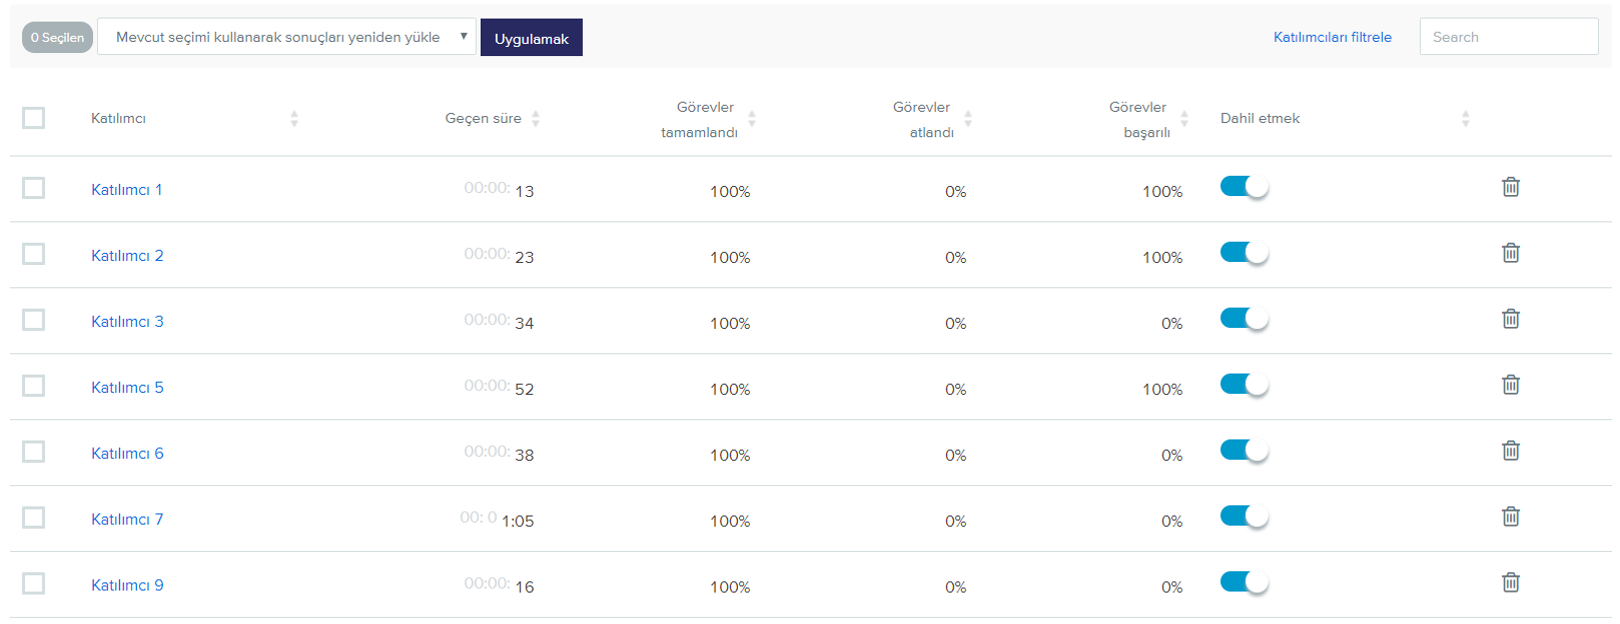 0 Seçilen Mevcut seçimi kullanarak sonuçları yeniden yükle Uygulamak Katılımcıları filtrele Search
Katılımcı Geçen süre Görevler tamamlandı Görevler atlandı Görevler başarılı Dahil etmek
Katılımcı 1 00:00: 13 100% 0% 100%
Katılımcı 2 00:00: 23 100% 0% 100%
Katılımcı 3 00:00: 34 100% 0% 0%
Katılımcı 5 00:00: 52 100% 0% 100%
Katılımcı 6 00:00: 38 100% 0% 0%
Katılımcı 7 00: 0 1:05 100% 0% 0%
Katılımcı 9 00:00: 16 100% 0% 0%